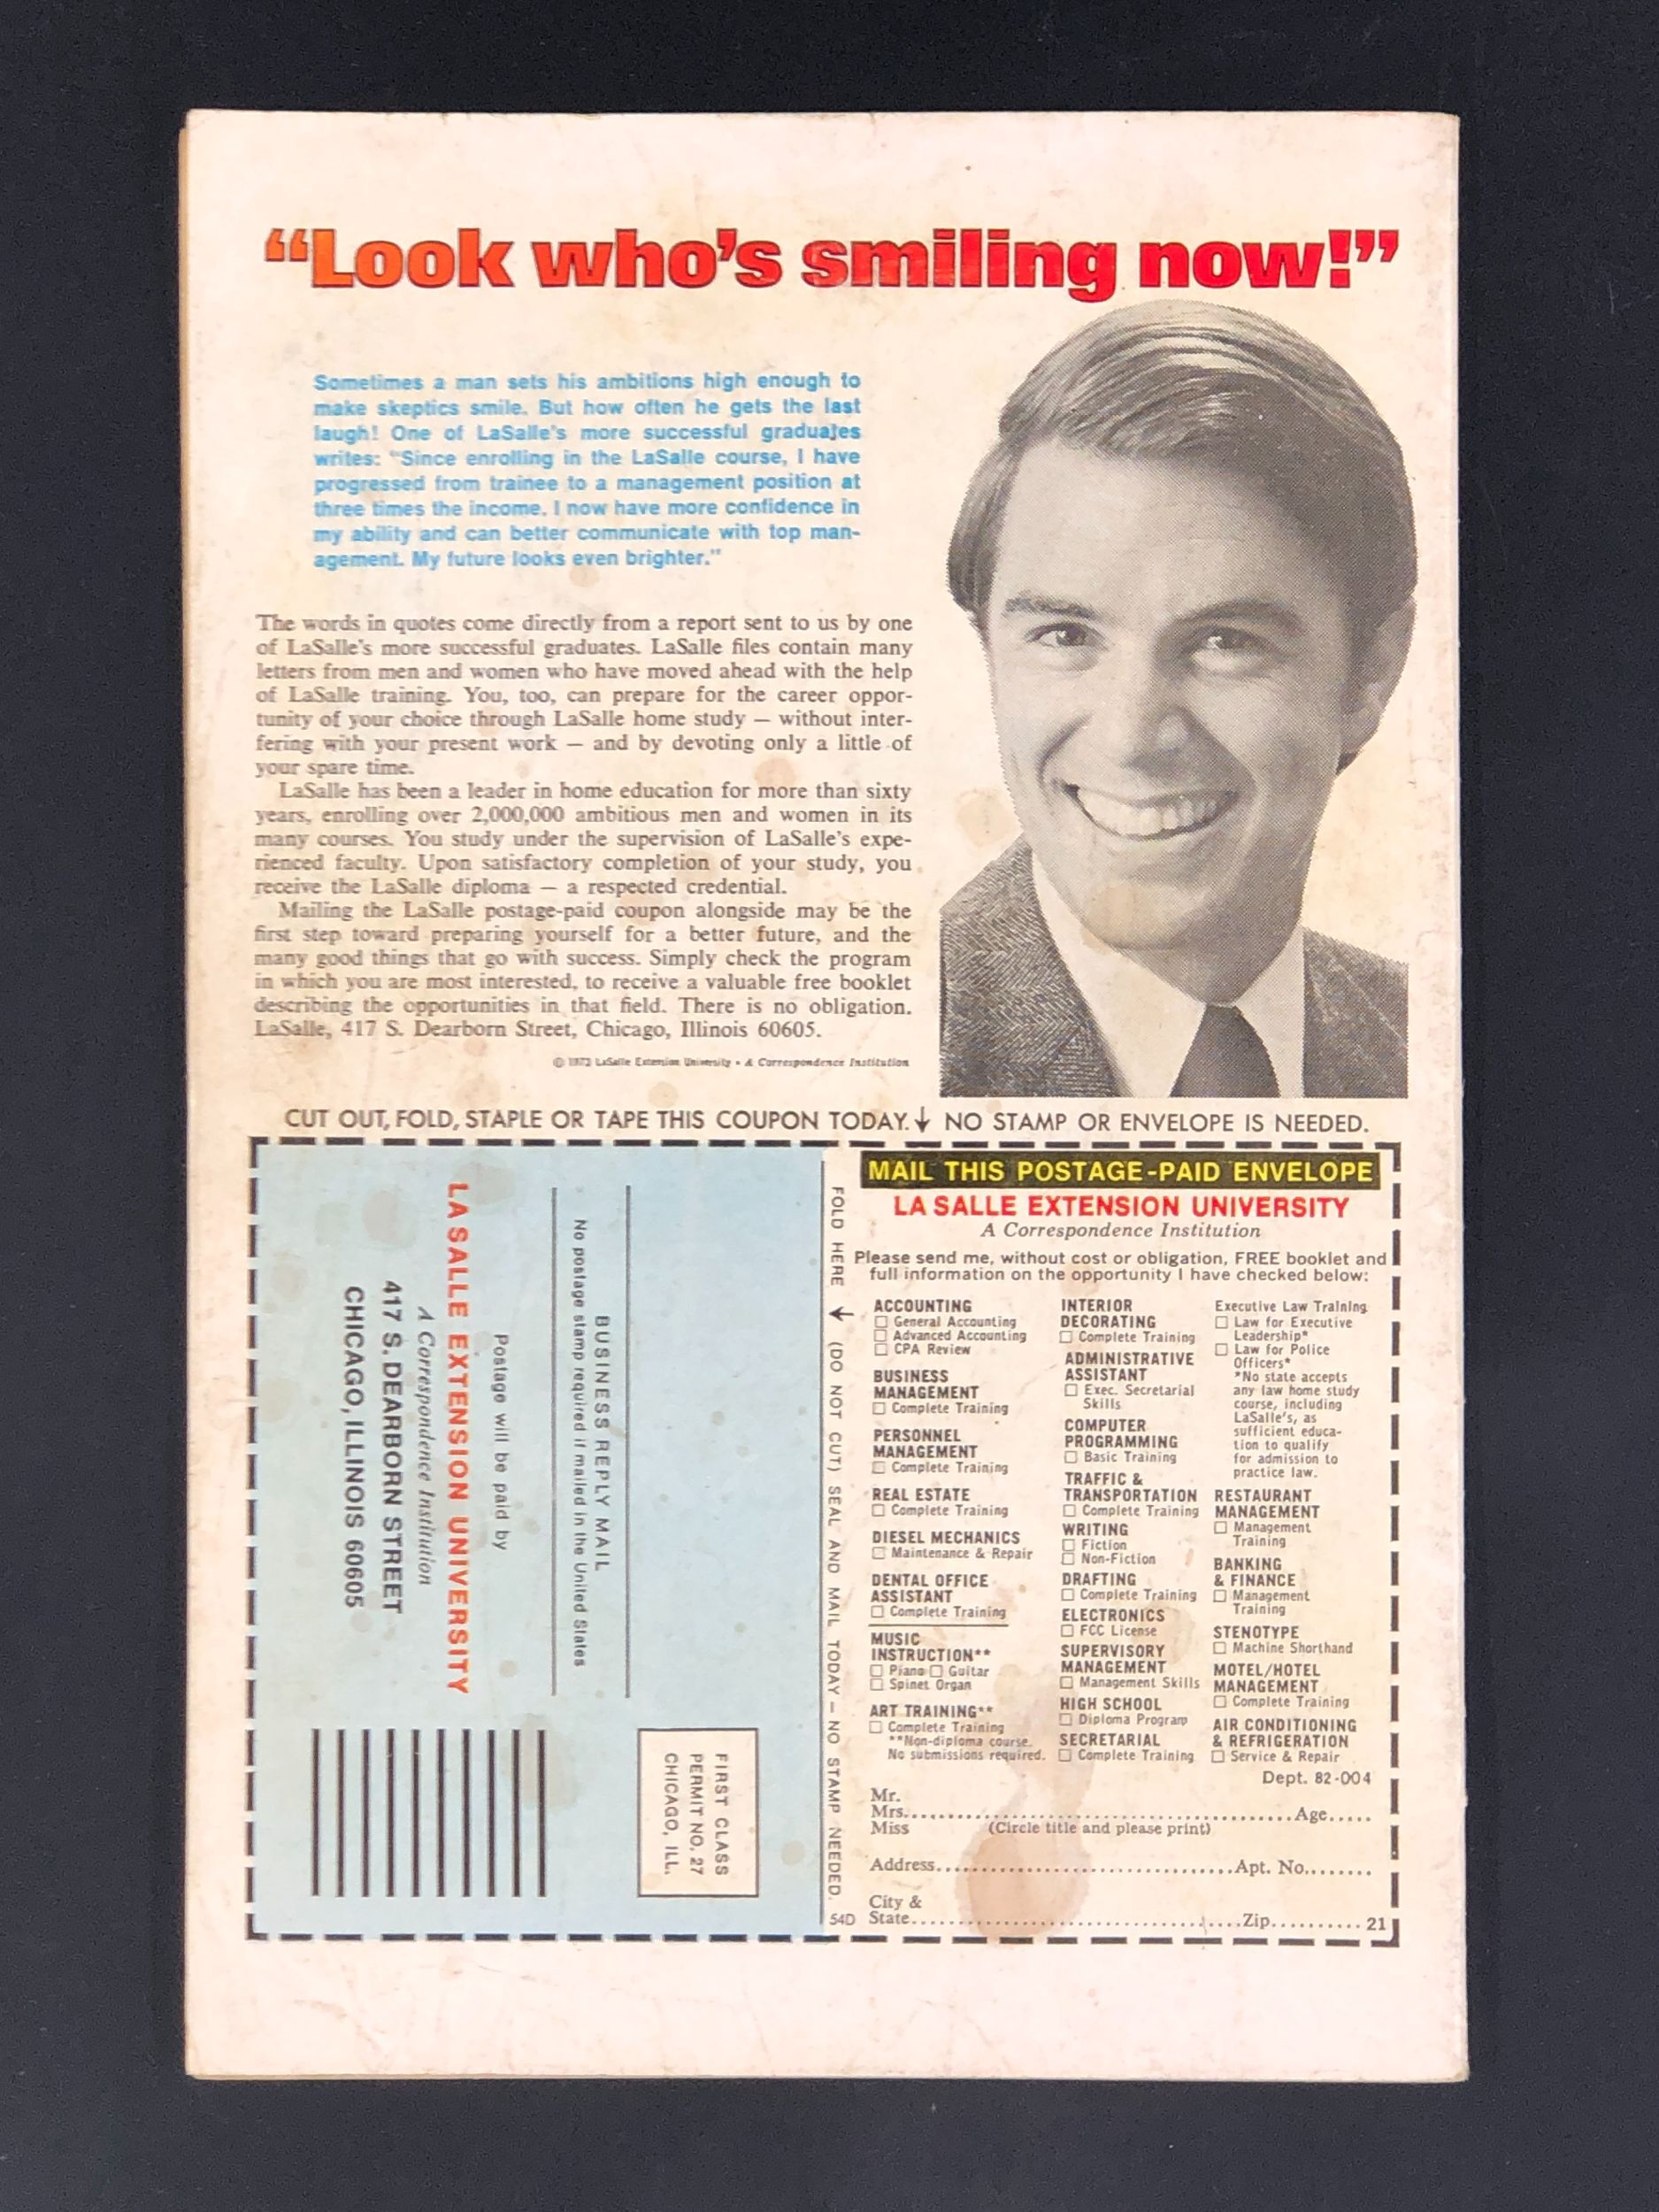 “Look who’s smiling now!”
Sometimes a man sets his ambitions high enough to
make skeptics smile. But how often he gets the last
laugh! One of LaSalle's more successful graduates
writes: "Since enrolling in the LaSalle course, I have
progressed from trainee to a management position at
three times the income. I now have more confidence in
my ability and can better communicate with top man-
agement. My future looks even brighter."
The words in quotes come directly from a report sent to us by one
of LaSalle's more successful graduates. LaSalle files contain many
letters from men and women who have moved ahead with the help
of LaSalle training. You, too, can prepare for the career oppor-
tunity of your choice through LaSalle home study — without inter-
fering with your present work — and by devoting only a little of
your spare time.
LaSalle has been a leader in home education for more than sixty
years, enrolling over 2,000,000 ambitious men and women in its
many courses. You study under the supervision of LaSalle's expe-
rienced faculty. Upon satisfactory completion of your study, you
receive the LaSalle diploma — a respected credential.
Mailing the LaSalle postage-paid coupon alongside may be the
first step toward preparing yourself for a better future, and the
many good things that go with success. Simply check the program
in which you are most interested, to receive a valuable free booklet
describing the opportunities in that field. There is no obligation.
LaSalle, 417 S. Dearborn Street, Chicago, Illinois 60605.
© LaSalle Extension University • A Correspondence Institution
CUT OUT, FOLD, STAPLE OR TAPE THIS COUPON TODAY. ↓ NO STAMP OR ENVELOPE IS NEEDED.
FIRST CLASS
PERMIT NO. 27
CHICAGO, ILL.
BUSINESS REPLY MAIL
No postage stamp required if mailed in the United States
Postage will be paid by
LA SALLE EXTENSION UNIVERSITY
A Correspondence Institution
417 S. DEARBORN STREET
CHICAGO, ILLINOIS 60605
FOLD HERE ↓ (DO NOT CUT) SEAL AND MAIL TODAY – NO STAMP NEEDED.
54D
MAIL THIS POSTAGE-PAID ENVELOPE
LA SALLE EXTENSION UNIVERSITY
A Correspondence Institution
Please send me, without cost or obligation, FREE booklet and
full information on the opportunity I have checked below:
ACCOUNTING
☐ General Accounting
☐ Advanced Accounting
☐ CPA Review
BUSINESS
MANAGEMENT
☐ Complete Training
PERSONNEL
MANAGEMENT
☐ Complete Training
REAL ESTATE
☐ Complete Training
DIESEL MECHANICS
☐ Maintenance & Repair
DENTAL OFFICE
ASSISTANT
☐ Complete Training
MUSIC
INSTRUCTION**
☐ Piano ☐ Guitar
☐ Spinet Organ
ART TRAINING**
☐ Complete Training
**Non-diploma course.
No submissions required.
INTERIOR
DECORATING
☐ Complete Training
ADMINISTRATIVE
ASSISTANT
☐ Exec. Secretarial
Skills
COMPUTER
PROGRAMMING
☐ Basic Training
TRAFFIC &
TRANSPORTATION
☐ Complete Training
WRITING
☐ Fiction
☐ Non-Fiction
DRAFTING
☐ Complete Training
ELECTRONICS
☐ FCC License
SUPERVISORY
MANAGEMENT
☐ Management Skills
HIGH SCHOOL
☐ Diploma Program
SECRETARIAL
☐ Complete Training
Executive Law Training
☐ Law for Executive
Leadership*
☐ Law for Police
Officers*
*No state accepts
any law home study
course, including
LaSalle's, as
sufficient educa-
tion to qualify
for admission to
practice law.
RESTAURANT
MANAGEMENT
☐ Management
Training
BANKING
& FINANCE
☐ Management
Training
STENOTYPE
☐ Machine Shorthand
MOTEL/HOTEL
MANAGEMENT
☐ Complete Training
AIR CONDITIONING
& REFRIGERATION
☐ Service & Repair
Dept. 82-004
Mr.
Mrs. Age
Miss (Circle title and please print)
Address Apt. No.
City &
State Zip 21